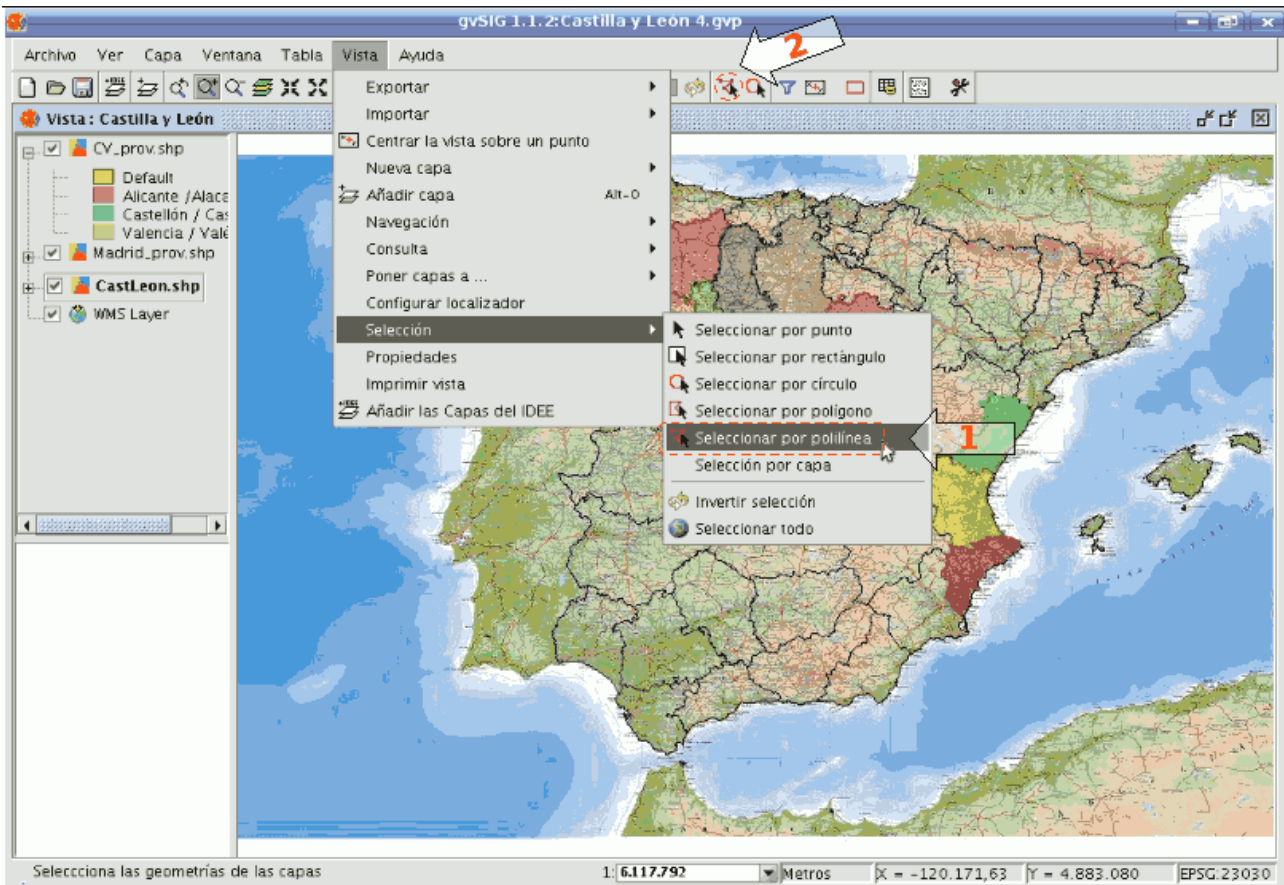 gvSIG 1.1.2:Castilla y León 4.gvp
Archivo Ver Capa Ventana Tabla Vista Ayuda
2
Vista : Castilla y León
CV_prov.shp
Default
Alicante /Alaca
Castellón / Cas
Valencia / Valé
Madrid_prov.shp
CastLeon.shp
WMS Layer
Exportar
Importar
Centrar la vista sobre un punto
Nueva capa
Añadir capa Alt-O
Navegación
Consulta
Poner capas a ...
Configurar localizador
Selección
Propiedades
Imprimir vista
Añadir las Capas del IDEE
Seleccionar por punto
Seleccionar por rectángulo
Seleccionar por círculo
Seleccionar por polígono
Seleccionar por polilínea
1
Selección por capa
Invertir selección
Seleccionar todo
Seleccciona las geometrías de las capas
1: 6.117.792 Metros X = -120.171,63 Y = 4.883.080 EPSG:23030